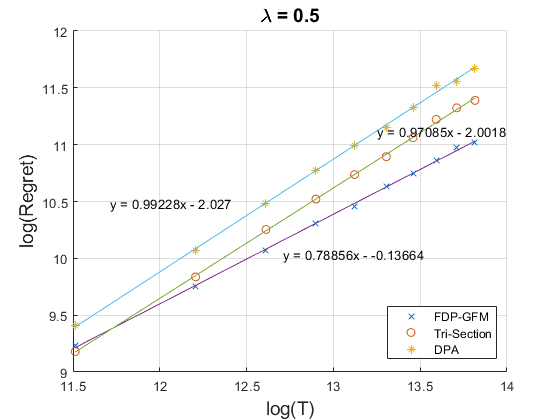 λ = 0.5
12
11.5
11
10.5
10
9.5
9
log(Regret)
y = 0.97085x - 2.0018
y = 0.99228x - 2.027
y = 0.78856x - -0.13664
FDP-GFM
Tri-Section
DPA
11.5 12 12.5 13 13.5 14
log(T)